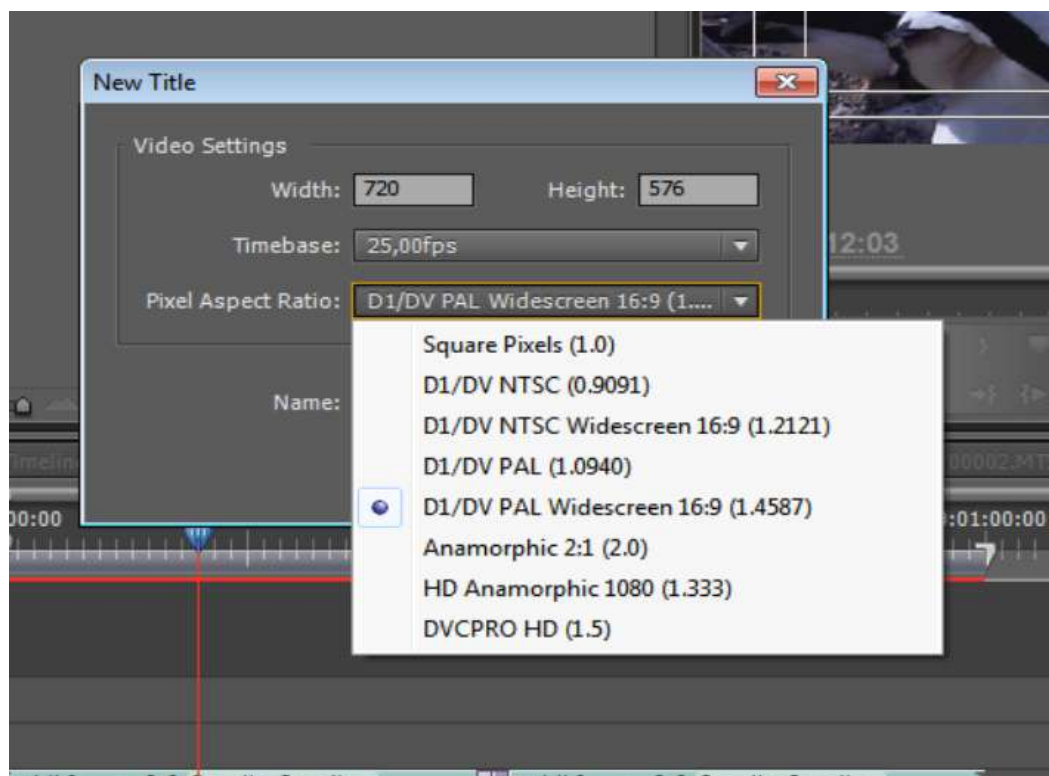 New Title
Video Settings
Width: 720 Height: 576
12:03
Timebase: 25,00fps
Pixel Aspect Ratio: D1/DV PAL Widescreen 16:9 (1....
Square Pixels (1.0)
D1/DV NTSC (0.9091)
Name:
D1/DV NTSC Widescreen 16:9 (1.2121)
D1/DV PAL (1.0940)
00002.MT
D1/DV PAL Widescreen 16:9 (1.4587)
00:00
:01:00:00
Anamorphic 2:1 (2.0)
HD Anamorphic 1080 (1.333)
DVCPRO HD (1.5)